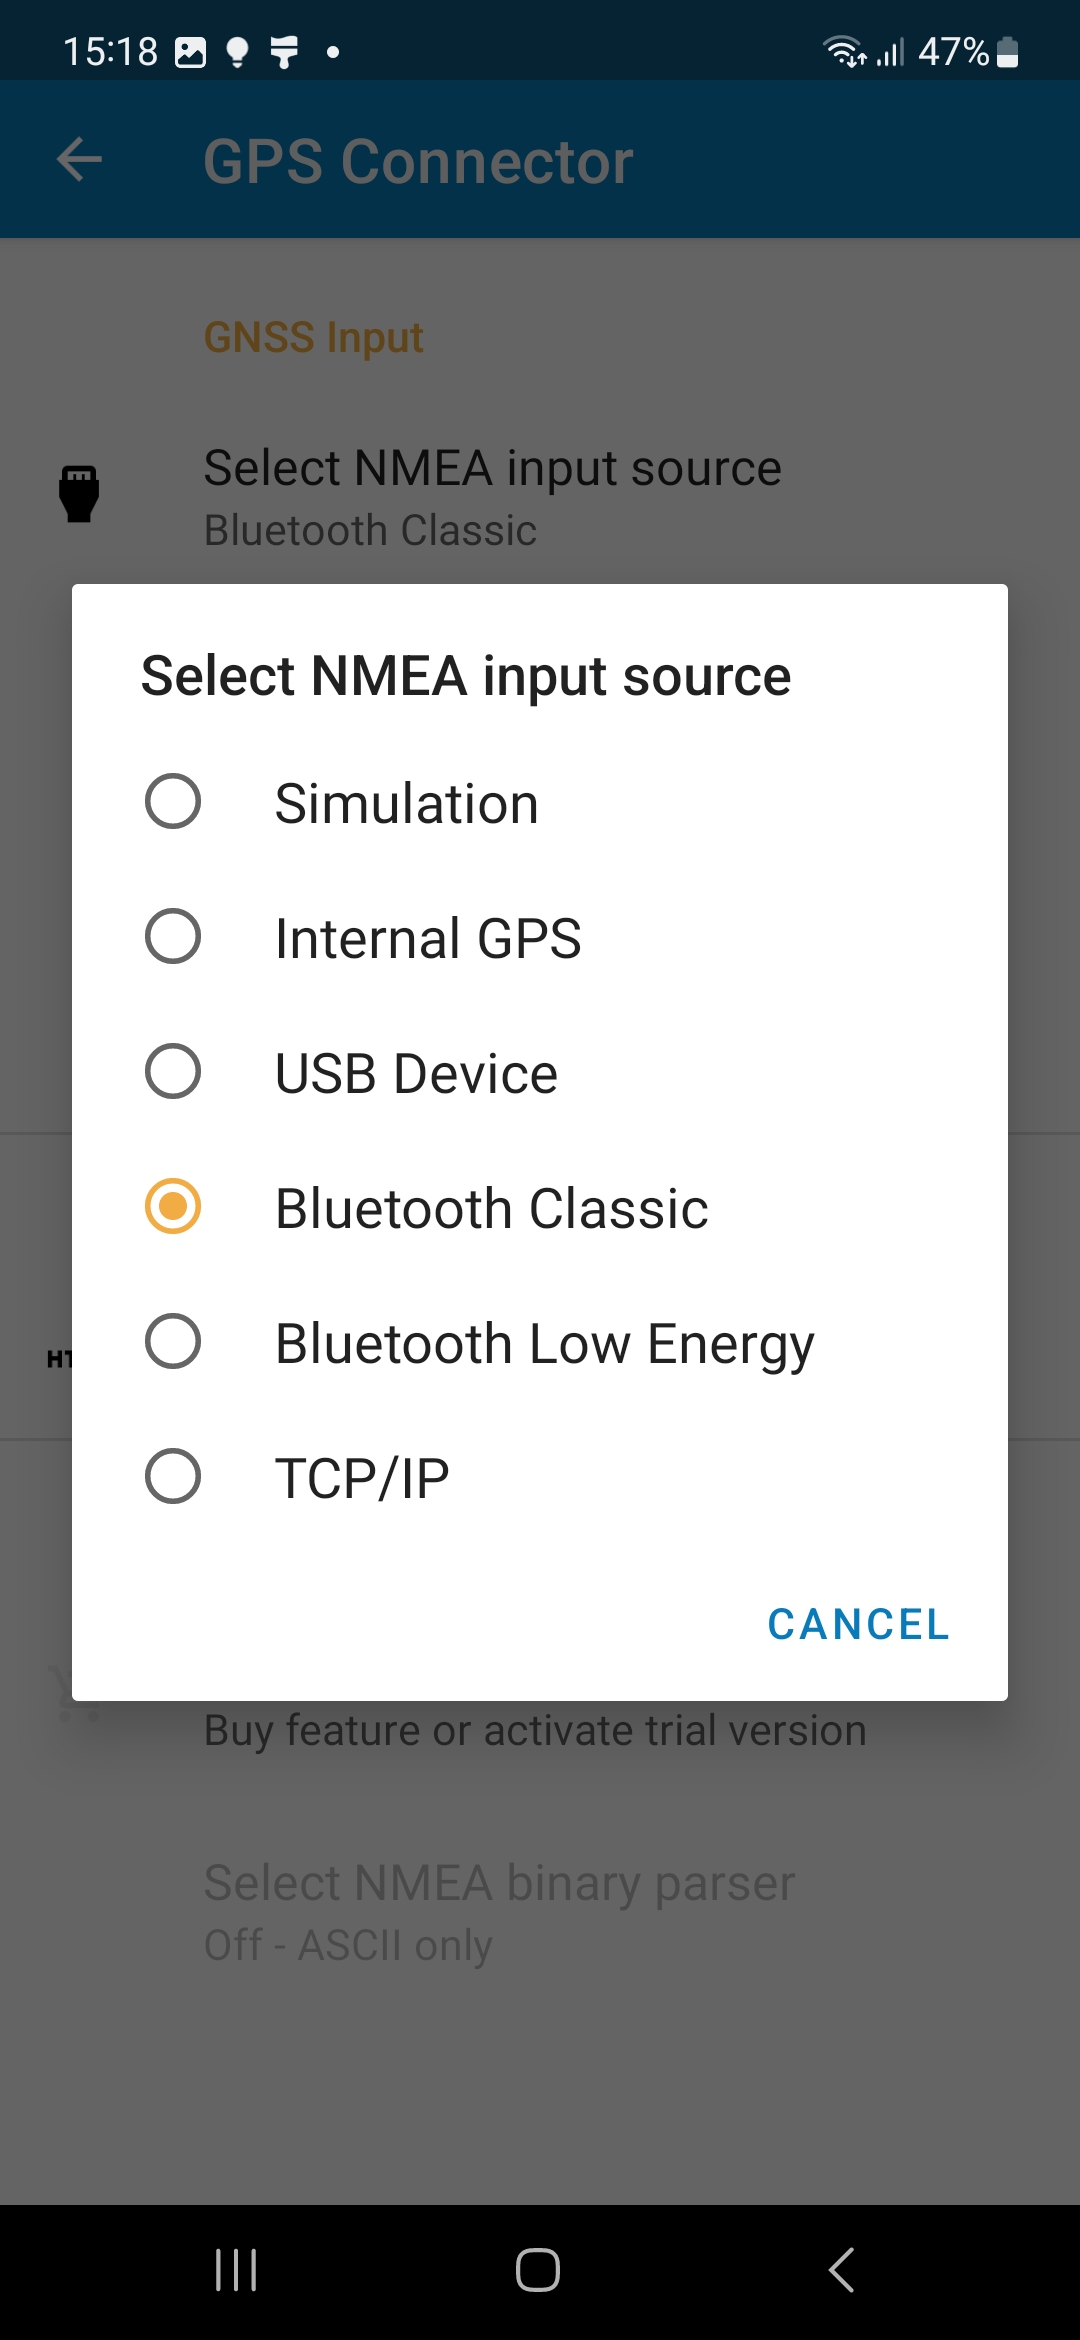 15:18 47%
GPS Connector
GNSS Input
Select NMEA input source
Bluetooth Classic
Select NMEA input source
Simulation
Internal GPS
USB Device
Bluetooth Classic
Bluetooth Low Energy
TCP/IP
CANCEL
Buy feature or activate trial version
Select NMEA binary parser
Off - ASCII only